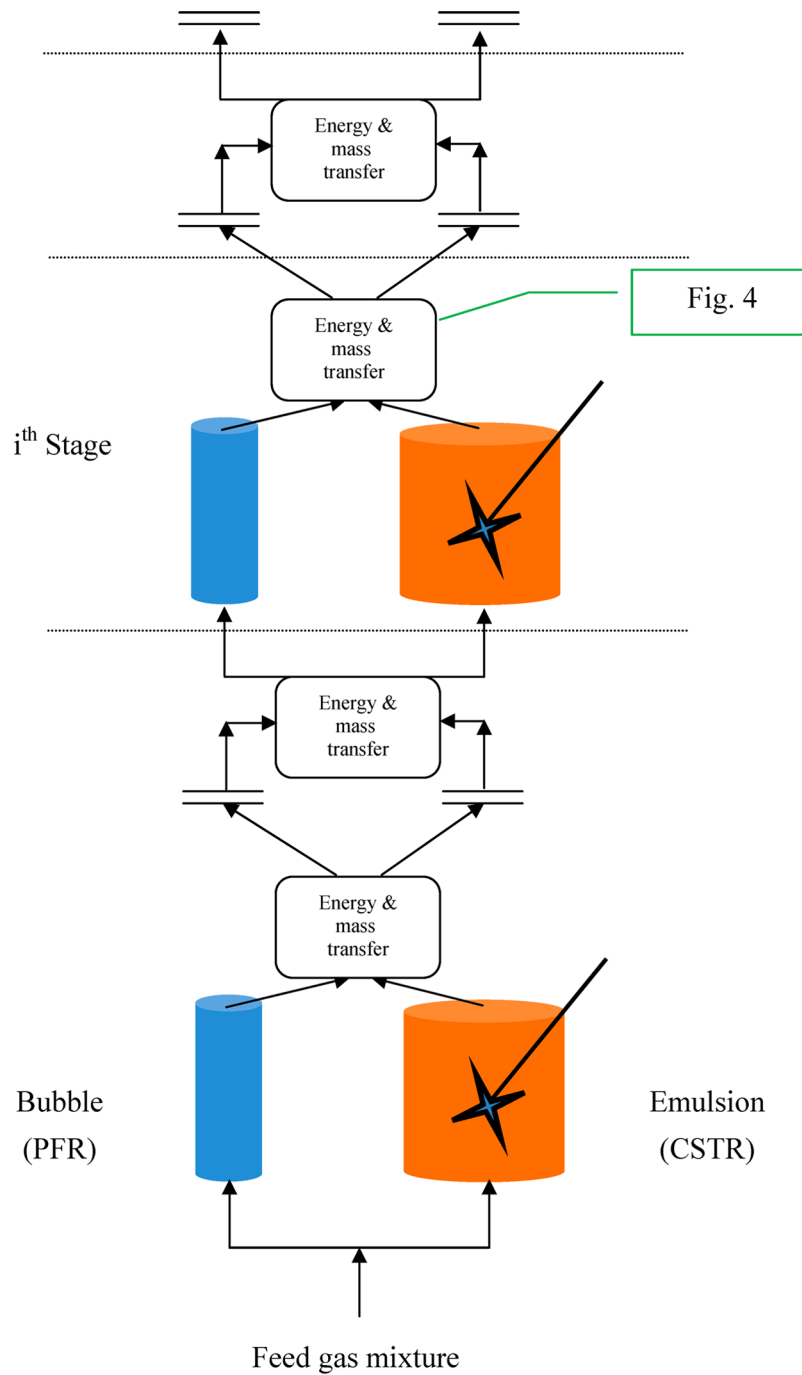 Energy &
mass
transfer
Fig. 4
Energy &
mass
transfer
i^th Stage
Energy &
mass
transfer
Energy &
mass
transfer
Bubble
(PFR)
Emulsion
(CSTR)
Feed gas mixture